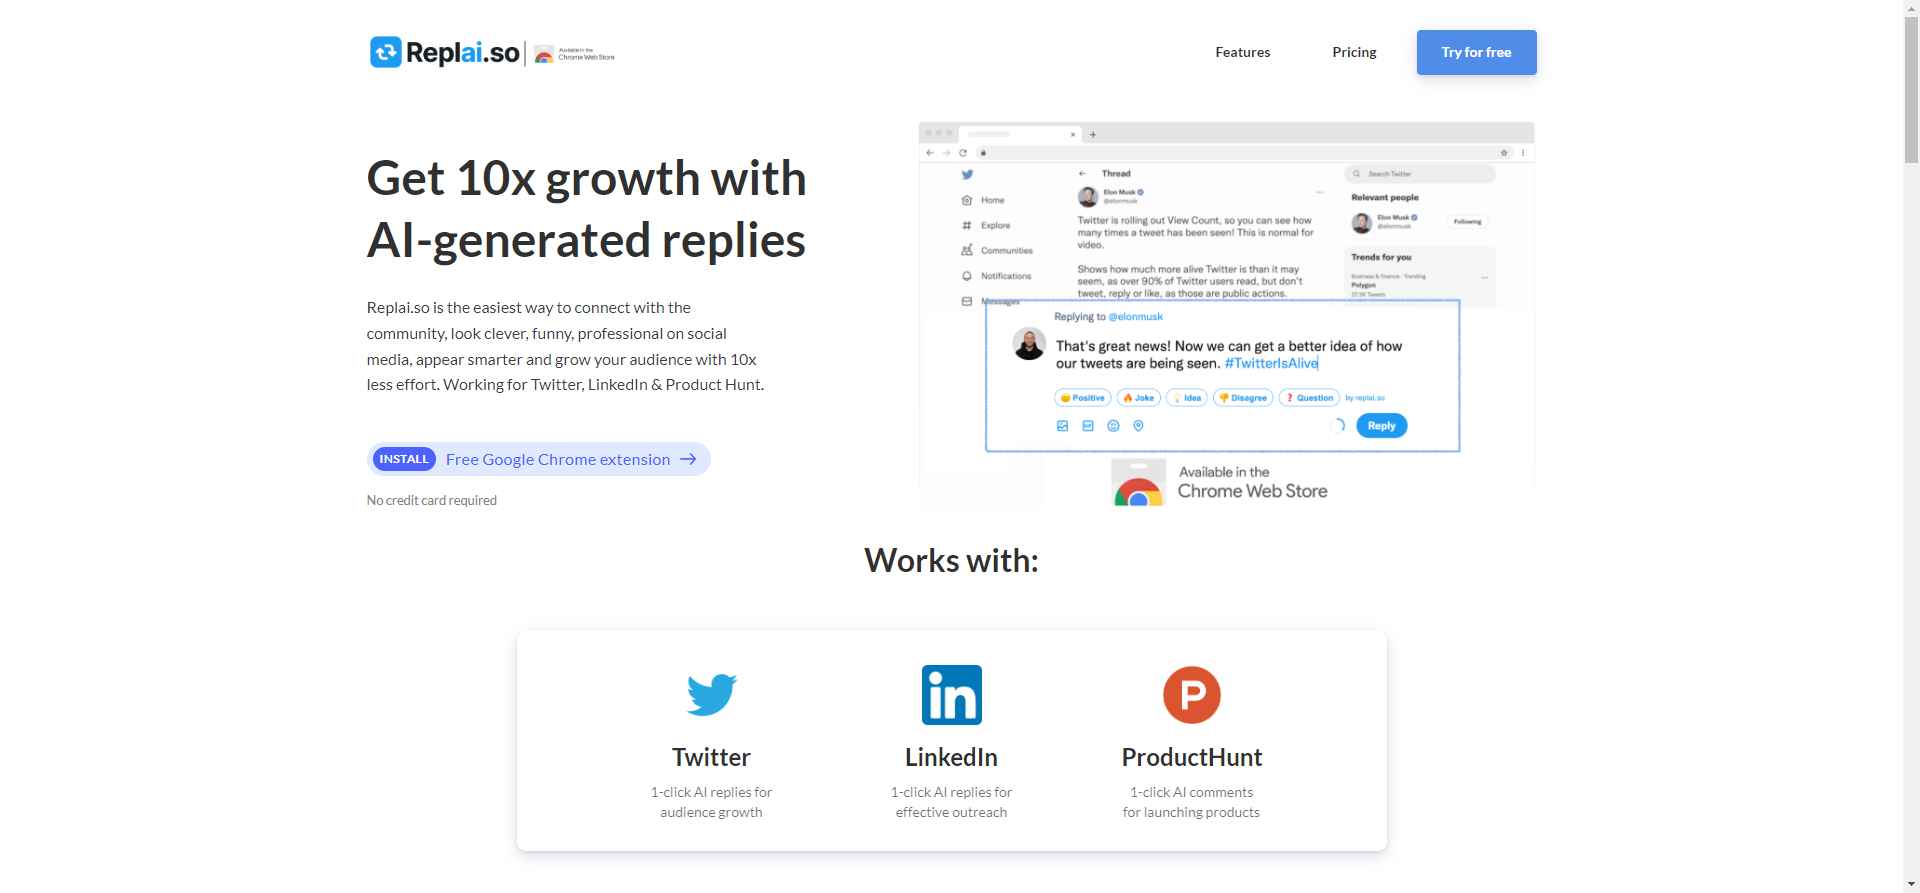 Replai.so
Available in the
Chrome Web Store
Features
Pricing
Try for free
Get 10x growth with
AI-generated replies
Replai.so is the easiest way to connect with the
community, look clever, funny, professional on social
media, appear smarter and grow your audience with 10x
less effort. Working for Twitter, LinkedIn & Product Hunt.
INSTALL Free Google Chrome extension
No credit card required
Thread
Search Twitter
Home
Explore
Communities
Notifications
Messages
Elon Musk
@elonmusk
Twitter is rolling out View Count, so you can see how
many times a tweet has been seen! This is normal for
video.
Shows how much more alive Twitter is than it may
seem, as over 90% of Twitter users read, but don't
tweet, reply or like, as those are public actions.
Relevant people
Elon Musk
@elonmusk
Following
Trends for you
Business & finance · Trending
Polygon
Tweets
Replying to @elonmusk
That's great news! Now we can get a better idea of how
our tweets are being seen. #TwitterIsAlive
Positive
Joke
Idea
Disagree
Question
by replai.so
Reply
Available in the
Chrome Web Store
Works with:
Twitter
1-click AI replies for
audience growth
LinkedIn
1-click AI replies for
effective outreach
ProductHunt
1-click AI comments
for launching products